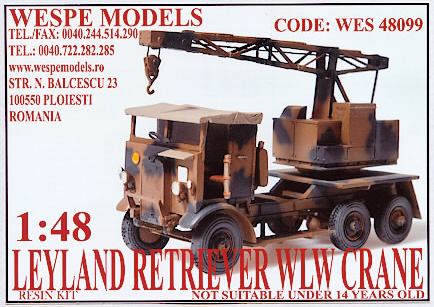 WESPE MODELS
CODE: WES 48099
TEL./FAX: 0040.244.514.290
TEL.: 0040.722.282.285
www.wespemodels.ro
STR. N. BALCESCU 23
100550 PLOIESTI
ROMANIA
1:48
LEYLAND RETRIEVER WLW CRANE
RESIN KIT
NOT SUITABLE UNDER 14 YEARS OLD